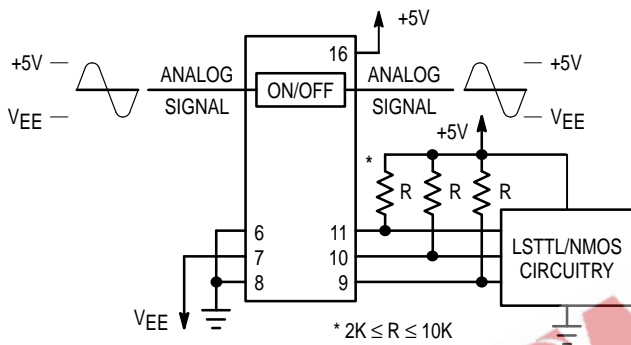 +5V
16
+5V
ANALOG
SIGNAL
ON/OFF
ANALOG
SIGNAL
+5V
VEE
VEE
+5V
*
R
R
R
6
11
7
10
8
9
LSTTL/NMOS
CIRCUITRY
VEE
* 2K ≤ R ≤ 10K